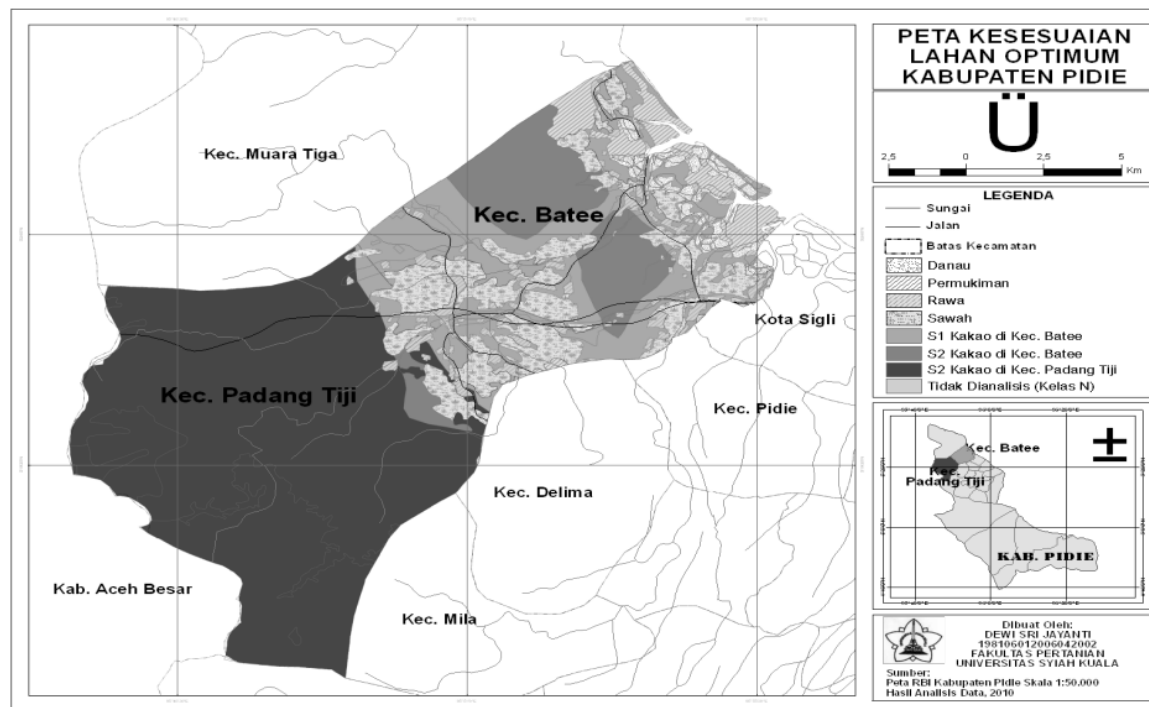 PETA KESESUAIAN
LAHAN OPTIMUM
KABUPATEN PIDIE
Ü
2,5 0 2,5 5
Km
LEGENDA
Sungai
Jalan
Batas Kecamatan
Danau
Permukiman
Rawa
Sawah
S1 Kakao di Kec. Batee
S2 Kakao di Kec. Batee
S2 Kakao di Kec. Padang Tiji
Tidak Dianalisis (Kelas N)
Kec. Muara Tiga
Kec. Batee
Kota Sigli
Kec. Padang Tiji
Kec. Pidie
Kec. Delima
Kab. Aceh Besar
Kec. Mila
±
Kec. Batee
Kec.
Padang Tiji
KAB. PIDIE
Dibuat Oleh:
DEWI SRI JAYANTI
198106012006042002
FAKULTAS PERTANIAN
UNIVERSITAS SYIAH KUALA
Sumber:
Peta RBI Kabupaten Pidie Skala 1:50.000
Hasil Analisis Data, 2010